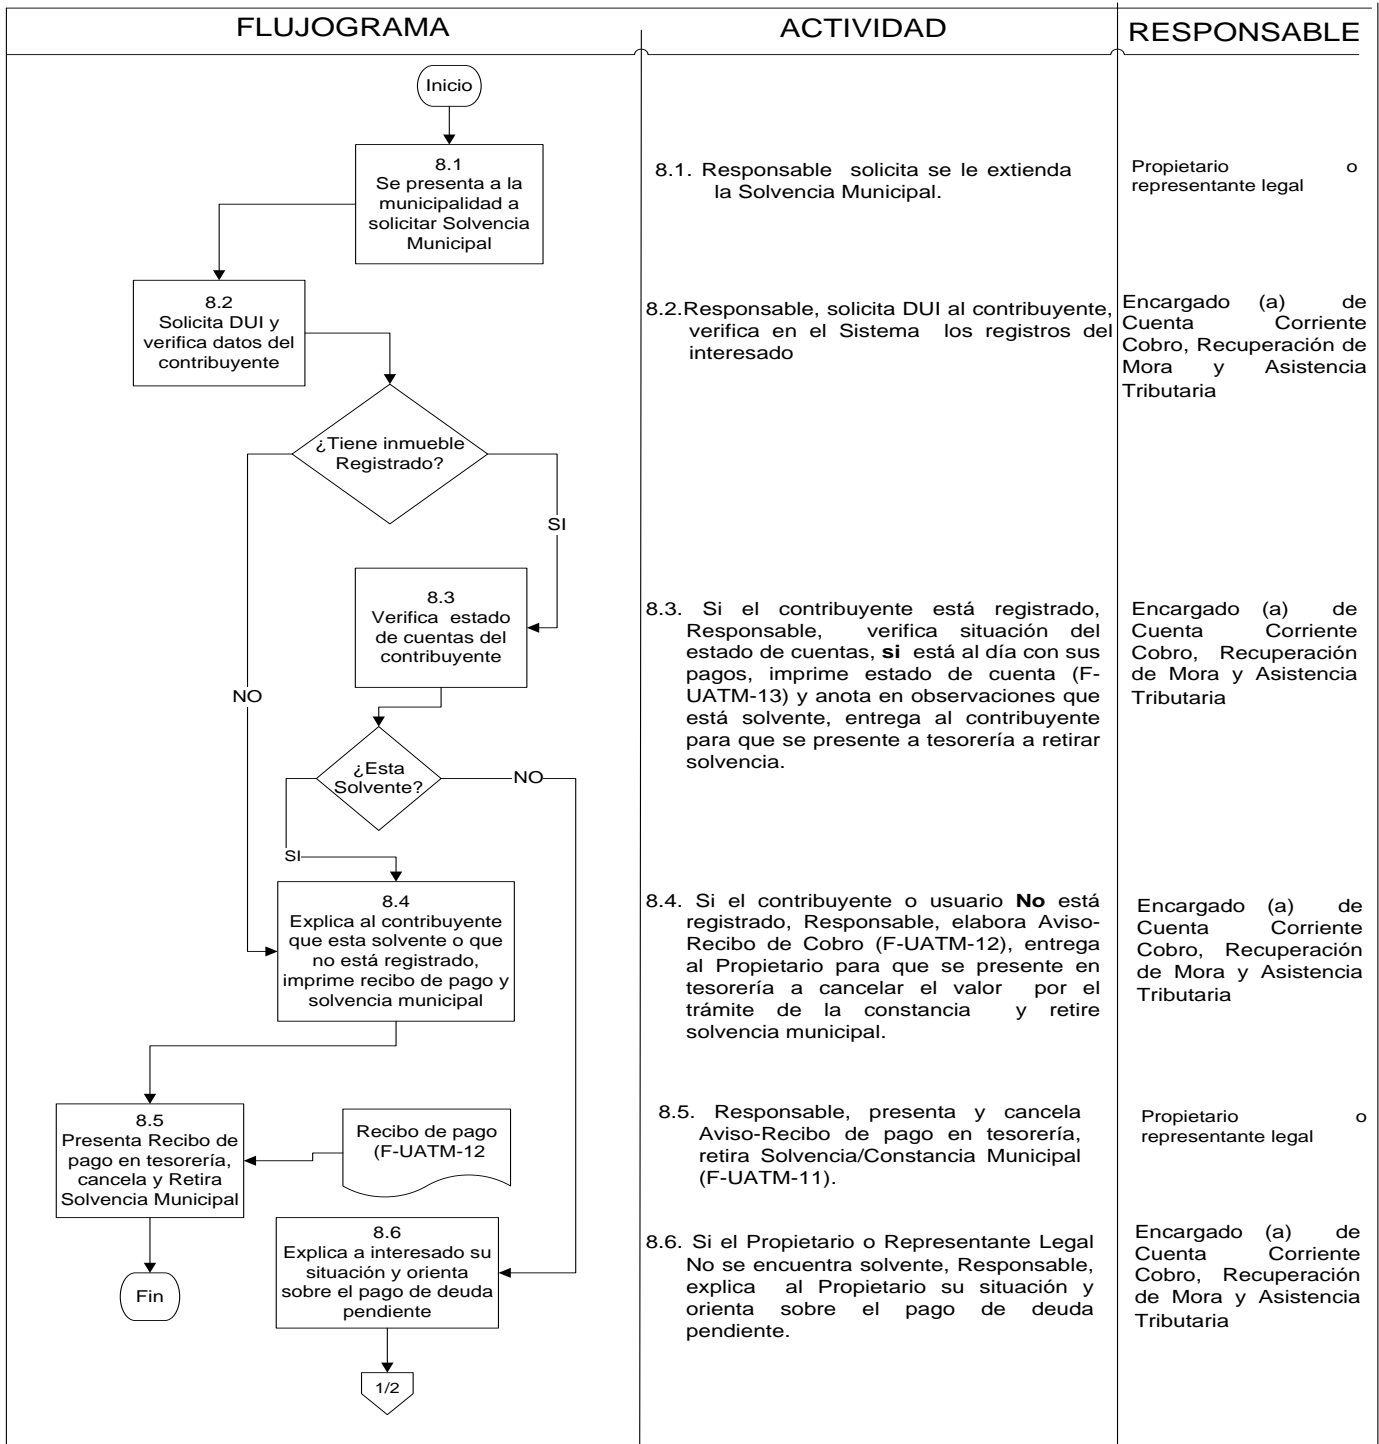 FLUJOGRAMA
ACTIVIDAD
RESPONSABLE
Inicio
8.1
Se presenta a la
municipalidad a
solicitar Solvencia
Municipal
8.1. Responsable solicita se le extienda
la Solvencia Municipal.
Propietario o
representante legal
8.2
Solicita DUI y
verifica datos del
contribuyente
8.2.Responsable, solicita DUI al contribuyente,
verifica en el Sistema los registros del
interesado
Encargado (a) de
Cuenta Corriente
Cobro, Recuperación de
Mora y Asistencia
Tributaria
¿Tiene inmueble
Registrado?
SI
NO
8.3
Verifica estado
de cuentas del
contribuyente
8.3. Si el contribuyente está registrado,
Responsable, verifica situación del
estado de cuentas, si está al día con sus
pagos, imprime estado de cuenta (F-
UATM-13) y anota en observaciones que
está solvente, entrega al contribuyente
para que se presente a tesorería a retirar
solvencia.
Encargado (a) de
Cuenta Corriente
Cobro, Recuperación
de Mora y Asistencia
Tributaria
¿Esta
Solvente?
NO
SI
8.4
Explica al contribuyente
que esta solvente o que
no está registrado,
imprime recibo de pago y
solvencia municipal
8.4. Si el contribuyente o usuario No está
registrado, Responsable, elabora Aviso-
Recibo de Cobro (F-UATM-12), entrega
al Propietario para que se presente en
tesorería a cancelar el valor por el
trámite de la constancia y retire
solvencia municipal.
Encargado (a) de
Cuenta Corriente
Cobro, Recuperación
de Mora y Asistencia
Tributaria
8.5
Presenta Recibo de
pago en tesorería,
cancela y Retira
Solvencia Municipal
Recibo de pago
(F-UATM-12
8.5. Responsable, presenta y cancela
Aviso-Recibo de pago en tesorería,
retira Solvencia/Constancia Municipal
(F-UATM-11).
Propietario o
representante legal
Fin
8.6
Explica a interesado su
situación y orienta
sobre el pago de deuda
pendiente
8.6. Si el Propietario o Representante Legal
No se encuentra solvente, Responsable,
explica al Propietario su situación y
orienta sobre el pago de deuda
pendiente.
Encargado (a) de
Cuenta Corriente
Cobro, Recuperación
de Mora y Asistencia
Tributaria
1/2